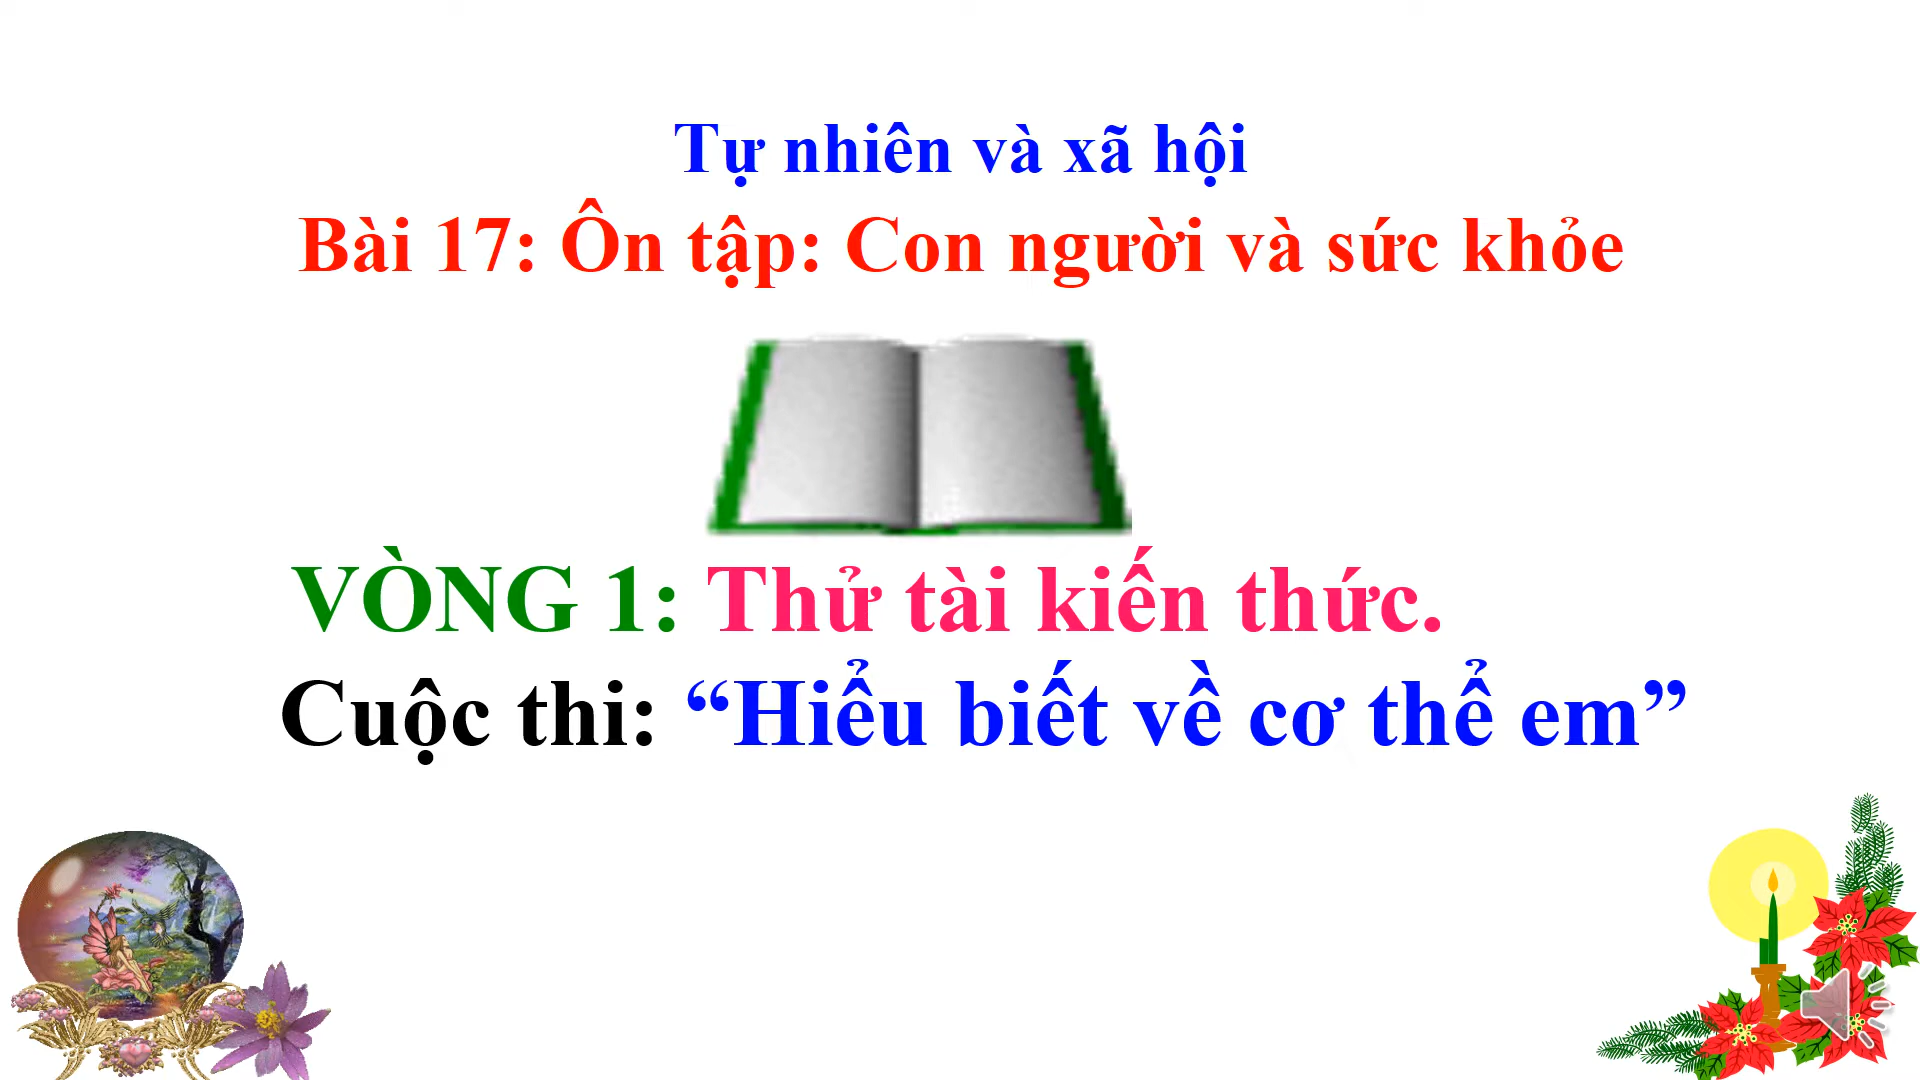 Tự nhiên và xã hội
Bài 17: Ôn tập: Con người và sức khỏe
VÒNG 1: Thử tài kiến thức.
Cuộc thi: “Hiểu biết về cơ thể em”